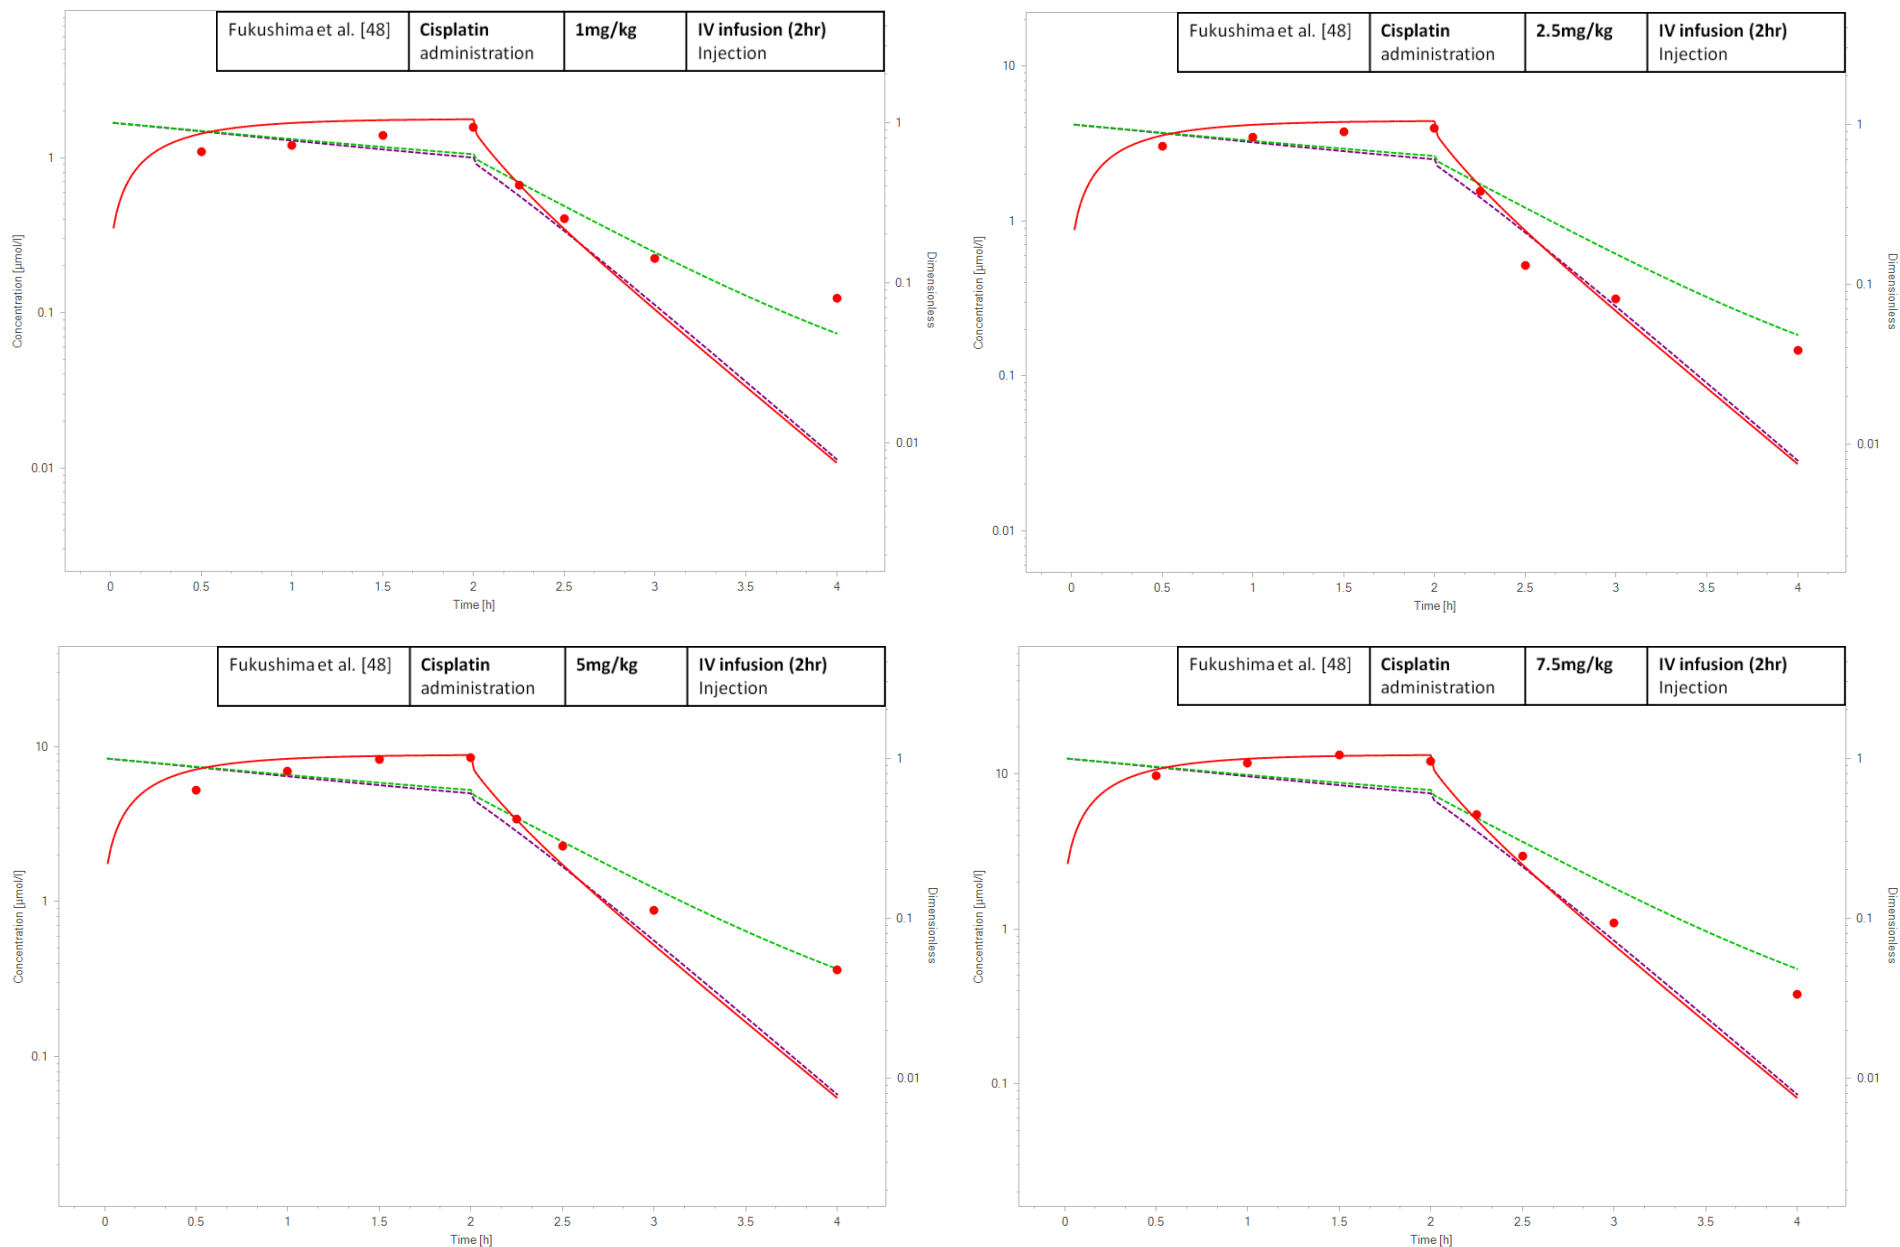 Fukushima et al. [48] Cisplatin administration 1mg/kg IV infusion (2hr) Injection
Concentration [µmol/l]
1
0.1
0.01
Dimensionless
1
0.1
0.01
0 0.5 1 1.5 2 2.5 3 3.5 4
Time [h]
Fukushima et al. [48] Cisplatin administration 2.5mg/kg IV infusion (2hr) Injection
Concentration [µmol/l]
10
1
0.1
0.01
Dimensionless
1
0.1
0.01
0 0.5 1 1.5 2 2.5 3 3.5 4
Time [h]
Fukushima et al. [48] Cisplatin administration 5mg/kg IV infusion (2hr) Injection
Concentration [µmol/l]
10
1
0.1
Dimensionless
1
0.1
0.01
0 0.5 1 1.5 2 2.5 3 3.5 4
Time [h]
Fukushima et al. [48] Cisplatin administration 7.5mg/kg IV infusion (2hr) Injection
Concentration [µmol/l]
10
1
0.1
Dimensionless
1
0.1
0.01
0 0.5 1 1.5 2 2.5 3 3.5 4
Time [h]